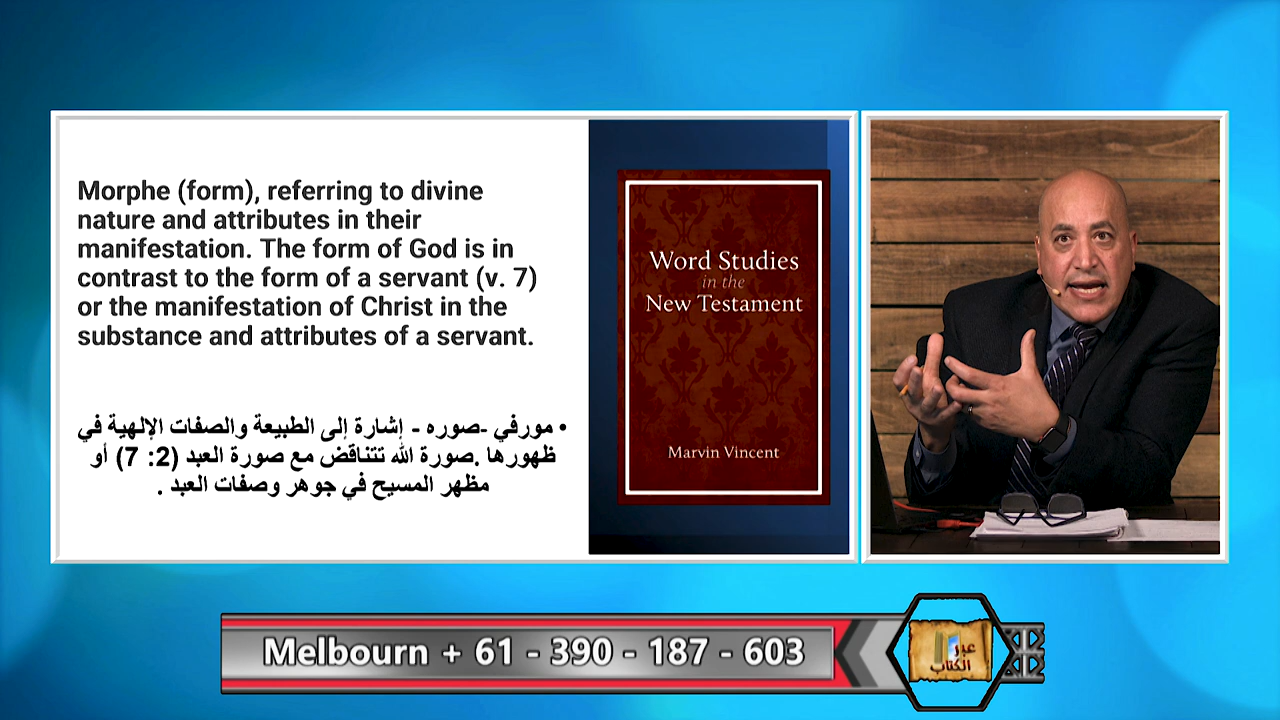 Morphe (form), referring to divine
nature and attributes in their
manifestation. The form of God is in
contrast to the form of a servant (v. 7)
or the manifestation of Christ in the
substance and attributes of a servant.
• مورفي -صوره - إشارة إلى الطبيعة والصفات الإلهية في
ظهورها .صورة الله تتناقض مع صورة العبد (2: 7) أو
مظهر المسيح في جوهر وصفات العبد .
Word Studies
in the
New Testament
Marvin Vincent
Melbourn + 61 - 390 - 187 - 603
عبر
الكتاب